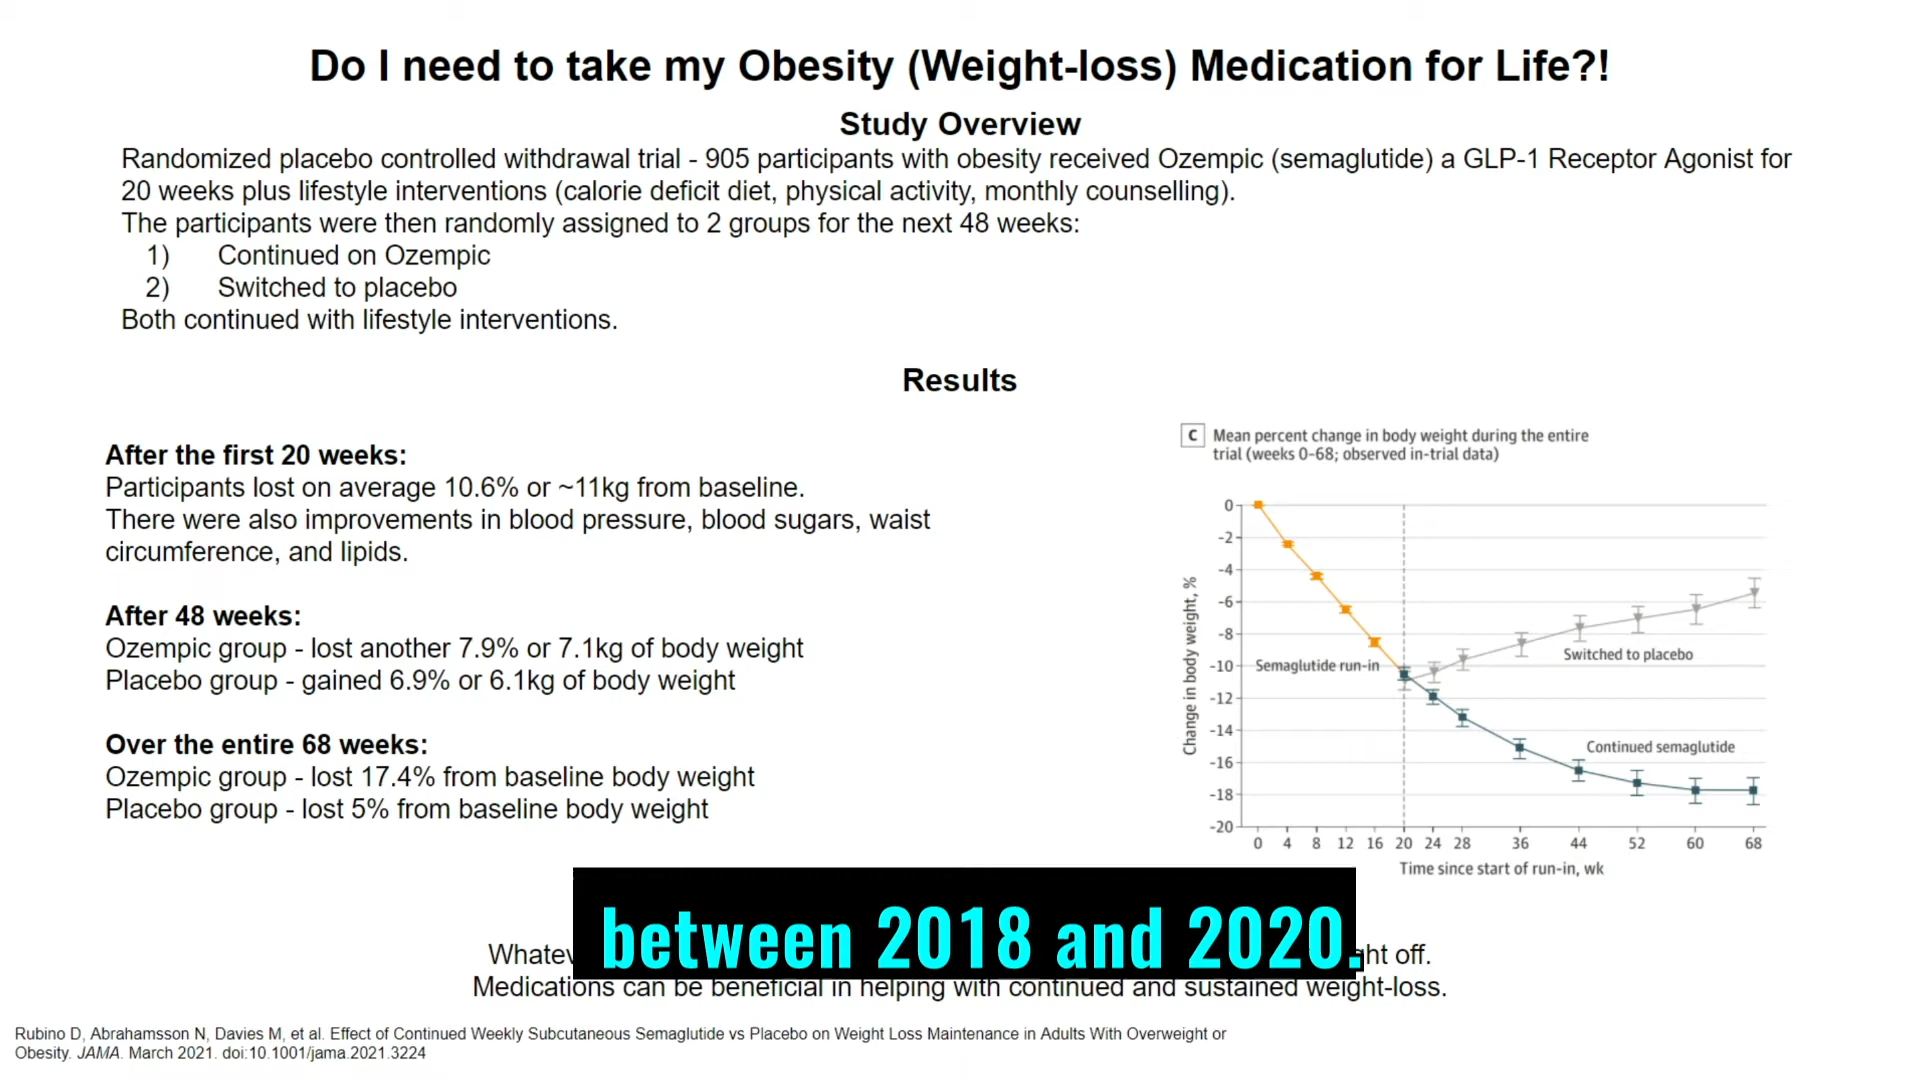 Do I need to take my Obesity (Weight-loss) Medication for Life?!
Study Overview
Randomized placebo controlled withdrawal trial - 905 participants with obesity received Ozempic (semaglutide) a GLP-1 Receptor Agonist for
20 weeks plus lifestyle interventions (calorie deficit diet, physical activity, monthly counselling).
The participants were then randomly assigned to 2 groups for the next 48 weeks:
1) Continued on Ozempic
2) Switched to placebo
Both continued with lifestyle interventions.
Results
After the first 20 weeks:
Participants lost on average 10.6% or ~11kg from baseline.
There were also improvements in blood pressure, blood sugars, waist
circumference, and lipids.
After 48 weeks:
Ozempic group - lost another 7.9% or 7.1kg of body weight
Placebo group - gained 6.9% or 6.1kg of body weight
Over the entire 68 weeks:
Ozempic group - lost 17.4% from baseline body weight
Placebo group - lost 5% from baseline body weight
C Mean percent change in body weight during the entire
trial (weeks 0-68; observed in-trial data)
Change in body weight, %
0
-2
-4
-6
-8
-10
-12
-14
-16
-18
-20
Semaglutide run-in
Switched to placebo
Continued semaglutide
0 4 8 12 16 20 24 28 36 44 52 60 68
Time since start of run-in, wk
between 2018 and 2020.
off.
Medications can be beneficial in helping with continued and sustained weight-loss.
Rubino D, Abrahamsson N, Davies M, et al. Effect of Continued Weekly Subcutaneous Semaglutide vs Placebo on Weight Loss Maintenance in Adults With Overweight or
Obesity. JAMA. March 2021. doi:10.1001/jama.2021.3224